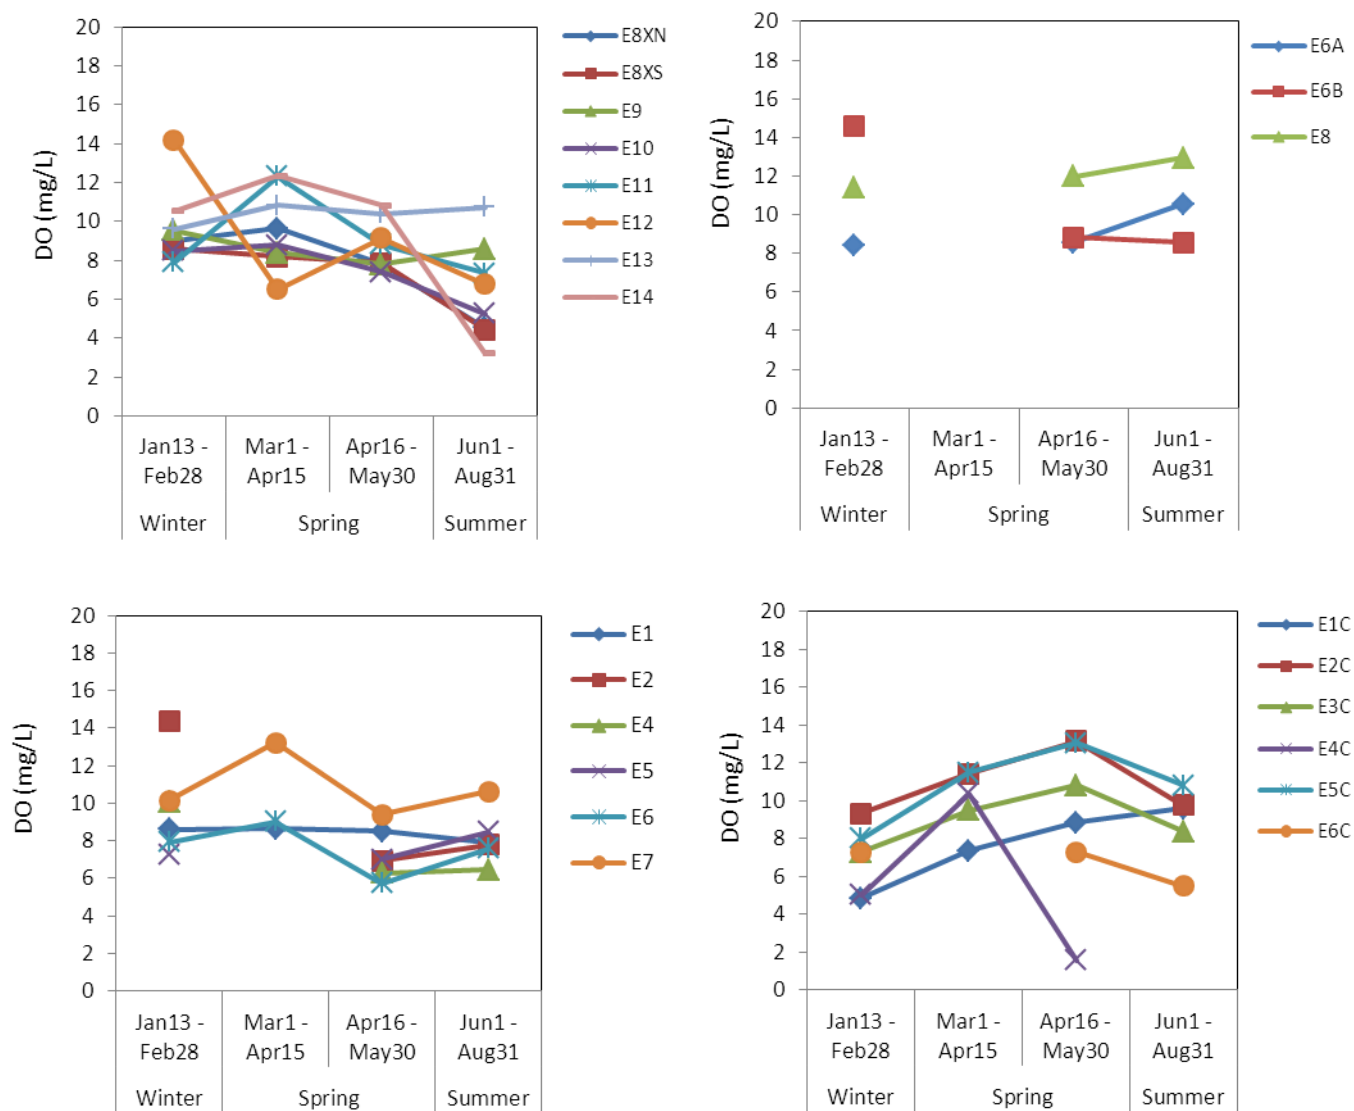 20
18
16
14
12
10
8
6
4
2
0
DO (mg/L)
Jan13 -
Feb28
Mar1 -
Apr15
Apr16 -
May30
Jun1 -
Aug31
Winter
Spring
Summer
E8XN
E8XS
E9
E10
E11
E12
E13
E14
20
18
16
14
12
10
8
6
4
2
0
DO (mg/L)
Jan13 -
Feb28
Mar1 -
Apr15
Apr16 -
May30
Jun1 -
Aug31
Winter
Spring
Summer
E6A
E6B
E8
20
18
16
14
12
10
8
6
4
2
0
DO (mg/L)
Jan13 -
Feb28
Mar1 -
Apr15
Apr16 -
May30
Jun1 -
Aug31
Winter
Spring
Summer
E1
E2
E4
E5
E6
E7
20
18
16
14
12
10
8
6
4
2
0
DO (mg/L)
Jan13 -
Feb28
Mar1 -
Apr15
Apr16 -
May30
Jun1 -
Aug31
Winter
Spring
Summer
E1C
E2C
E3C
E4C
E5C
E6C